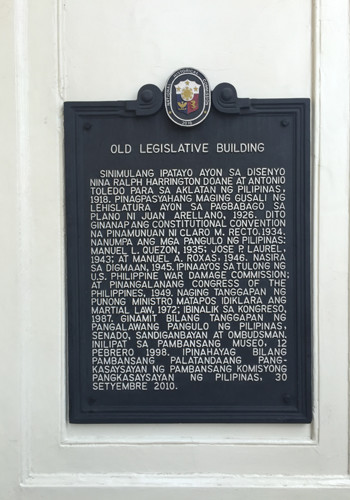 OLD LEGISLATIVE BUILDING
SINIMULANG IPATAYO AYON SA DISENYO
NINA RALPH HARRINGTON DOANE AT ANTONIO
TOLEDO PARA SA AKLATAN NG PILIPINAS,
1918. PINAGPASYAHANG MAGING GUSALI NG
LEHISLATURA AYON SA PAGBABAGO SA
PLANO NI JUAN ARELLANO, 1926. DITO
GINANAP ANG CONSTITUTIONAL CONVENTION
NA PINAMUNUAN NI CLARO M. RECTO, 1934.
NANUMPA ANG MGA PANGULO NG PILIPINAS:
MANUEL L. QUEZON, 1935; JOSE P. LAUREL,
1943; AT MANUEL A. ROXAS, 1946. NASIRA
SA DIGMAAN, 1945. IPINAAYOS SA TULONG NG
U.S. PHILIPPINE WAR DAMAGE COMMISSION;
AT PINANGALANANG CONGRESS OF THE
PHILIPPINES, 1949. NAGING TANGGAPAN NG
PUNONG MINISTRO MATAPOS IDIKLARA ANG
MARTIAL LAW, 1972; IBINALIK SA KONGRESO,
1987. GINAMIT BILANG TANGGAPAN NG
PANGALAWANG PANGULO NG PILIPINAS,
SENADO, SANDIGANBAYAN AT OMBUDSMAN.
INILIPAT SA PAMBANSANG MUSEO, 12
PEBRERO 1998. IPINAHAYAG BILANG
PAMBANSANG PALATANDAANG PANG-
KASAYSAYAN NG PAMBANSANG KOMISYONG
PANGKASAYSAYAN NG PILIPINAS, 30
SETYEMBRE 2010.